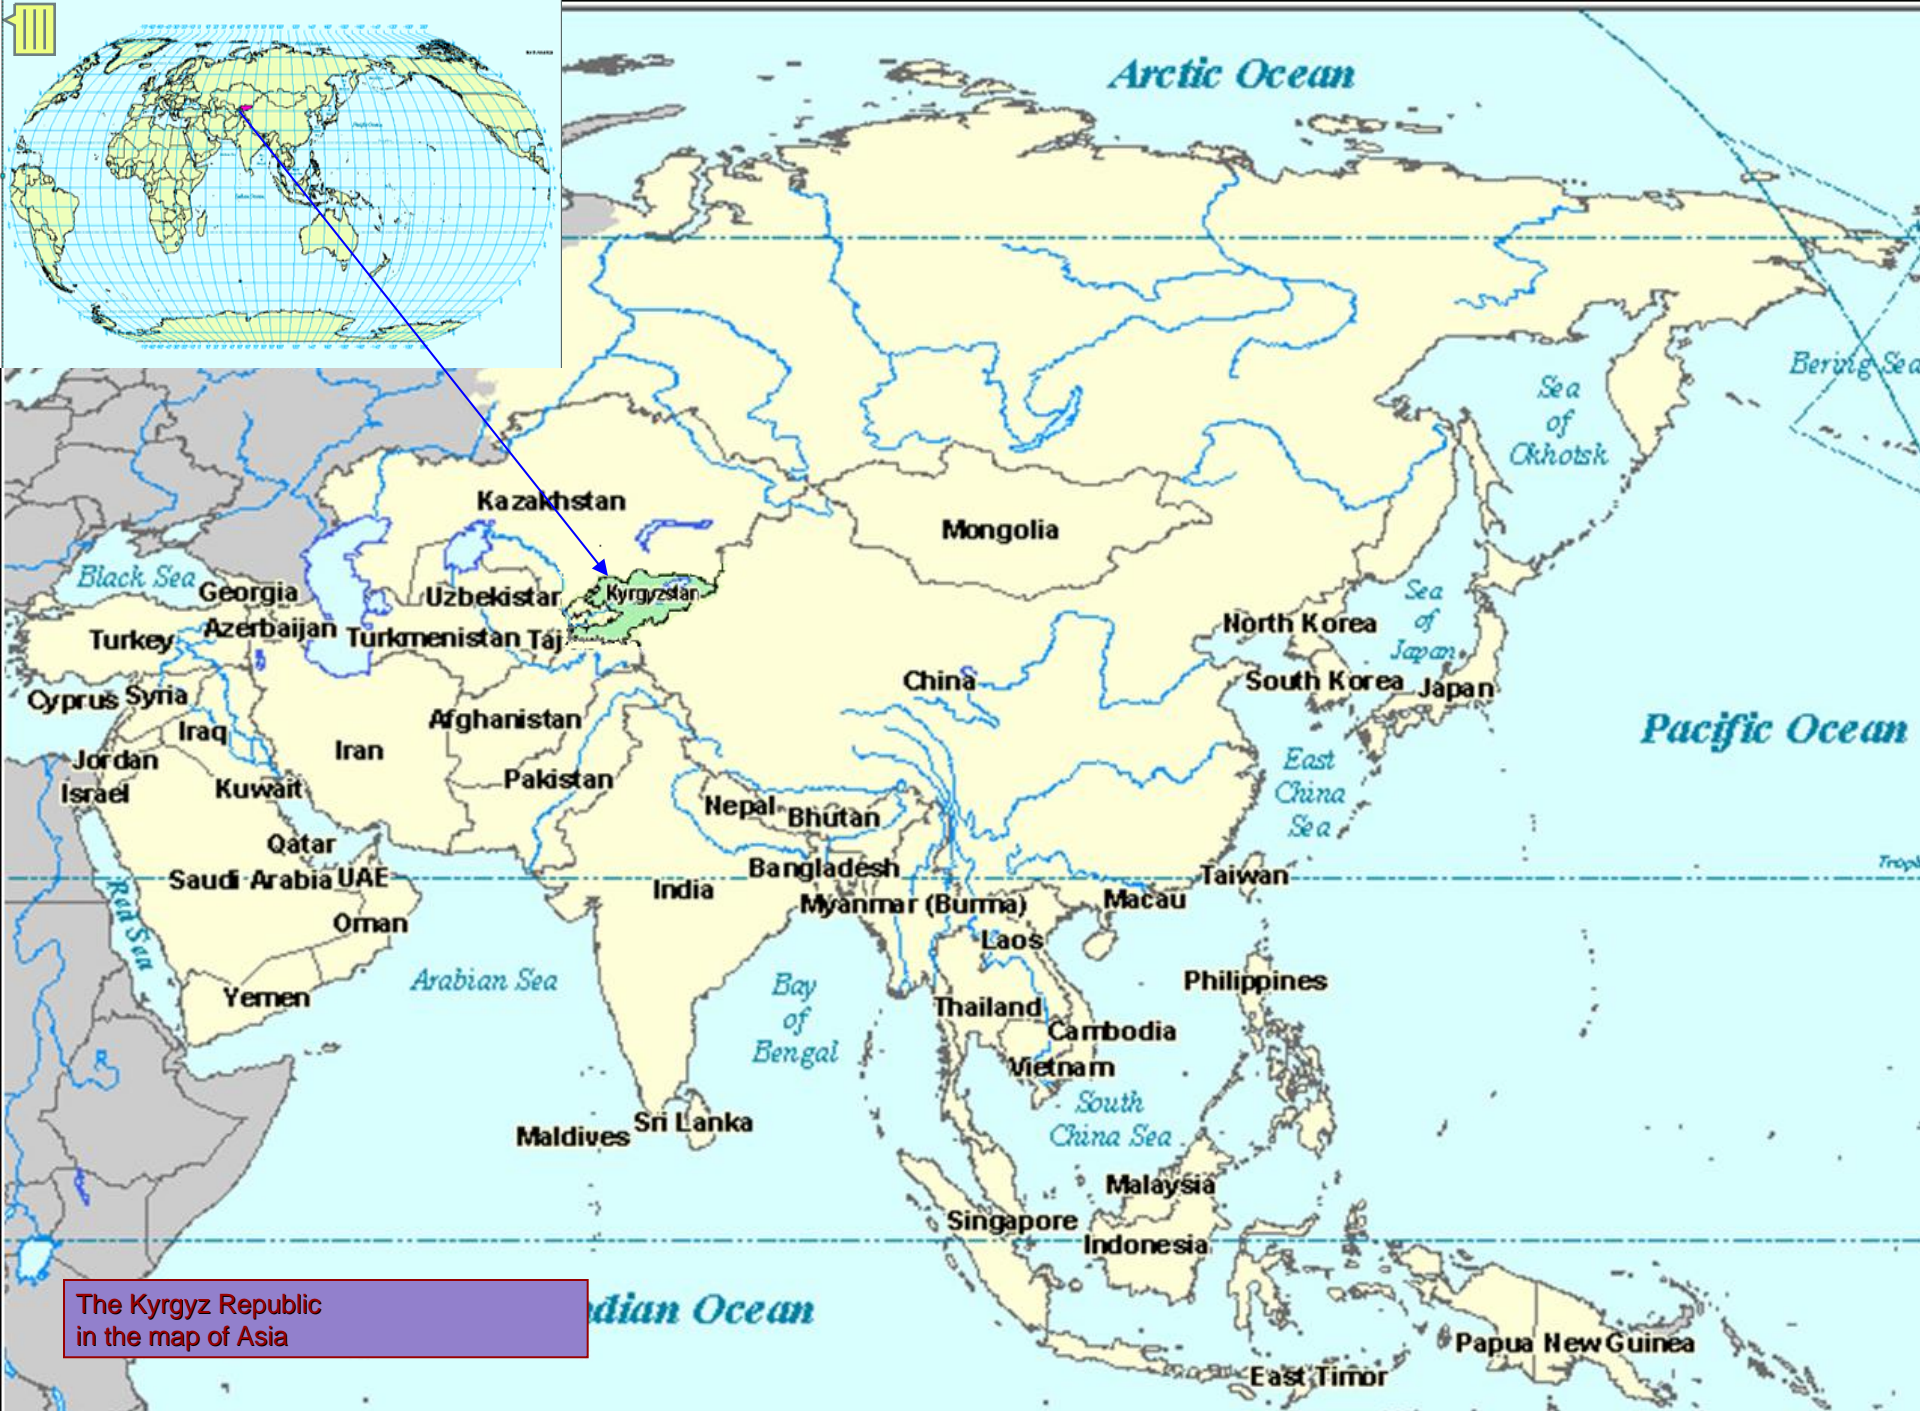 Arctic Ocean
Bering Sea
Sea
of
Okhotsk
Kazakhstan
Mongolia
Black Sea
Georgia
Uzbekistan
Kyrgyzstan
Sea
of
Japan
North Korea
Turkey
Azerbaijan
Turkmenistan
Taj
China
South Korea
Japan
Cyprus
Syria
Afghanistan
Iraq
Iran
Pacific Ocean
Jordan
Israel
Kuwait
Pakistan
East
China
Sea
Nepal
Bhutan
Qatar
Bangladesh
Saudi Arabia
UAE
India
Taiwan
Trop
Red Sea
Oman
Myanmar (Burma)
Macau
Laos
Arabian Sea
Bay
of
Bengal
Philippines
Yemen
Thailand
Cambodia
Vietnam
South
China Sea
Maldives
Sri Lanka
Malaysia
Singapore
Indonesia
The Kyrgyz Republic
in the map of Asia
dian Ocean
Papua New Guinea
East Timor